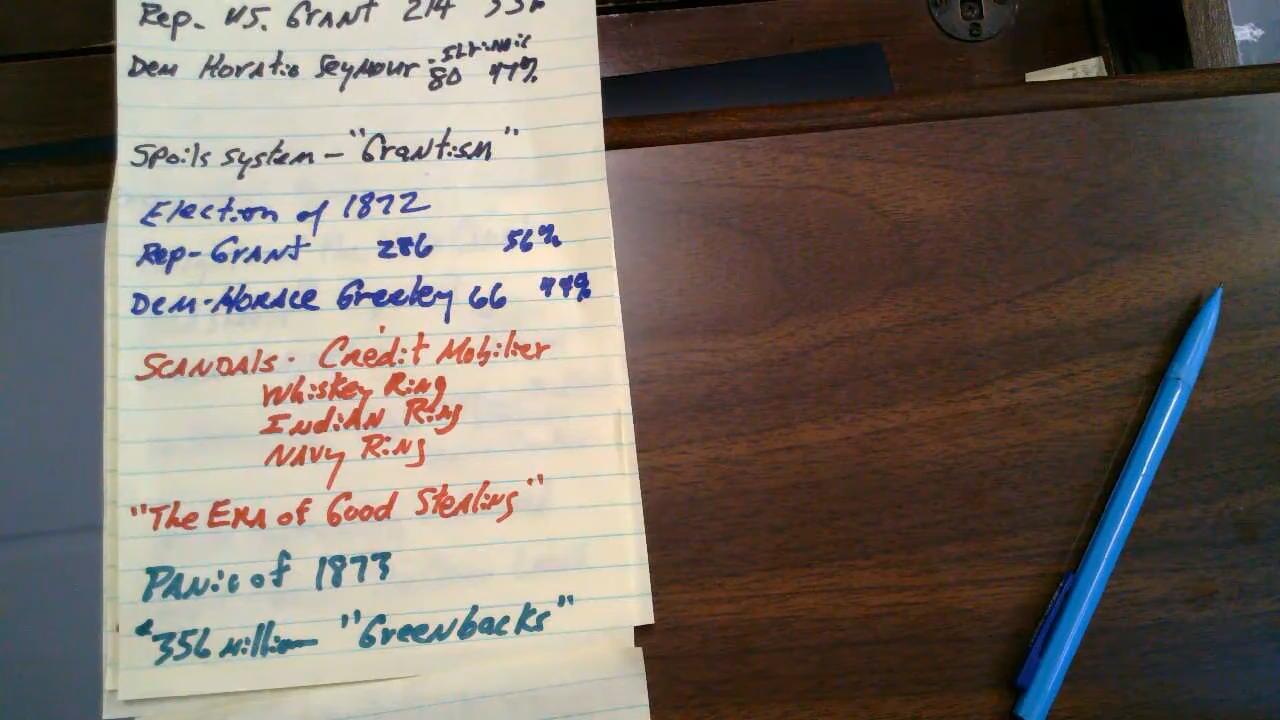 Rep. U.S. Grant 214 53%
Dem Horatio Seymour 80 47%
Spoils system - "Grantism"
Election of 1872
Rep- Grant 286 56%
Dem-Horace Greeley 66 44%
Scandals- Credit Mobilier
Whiskey Ring
Indian Ring
Navy Ring
"The Era of Good Stealing"
Panic of 1873
$356 Million "Greenbacks"